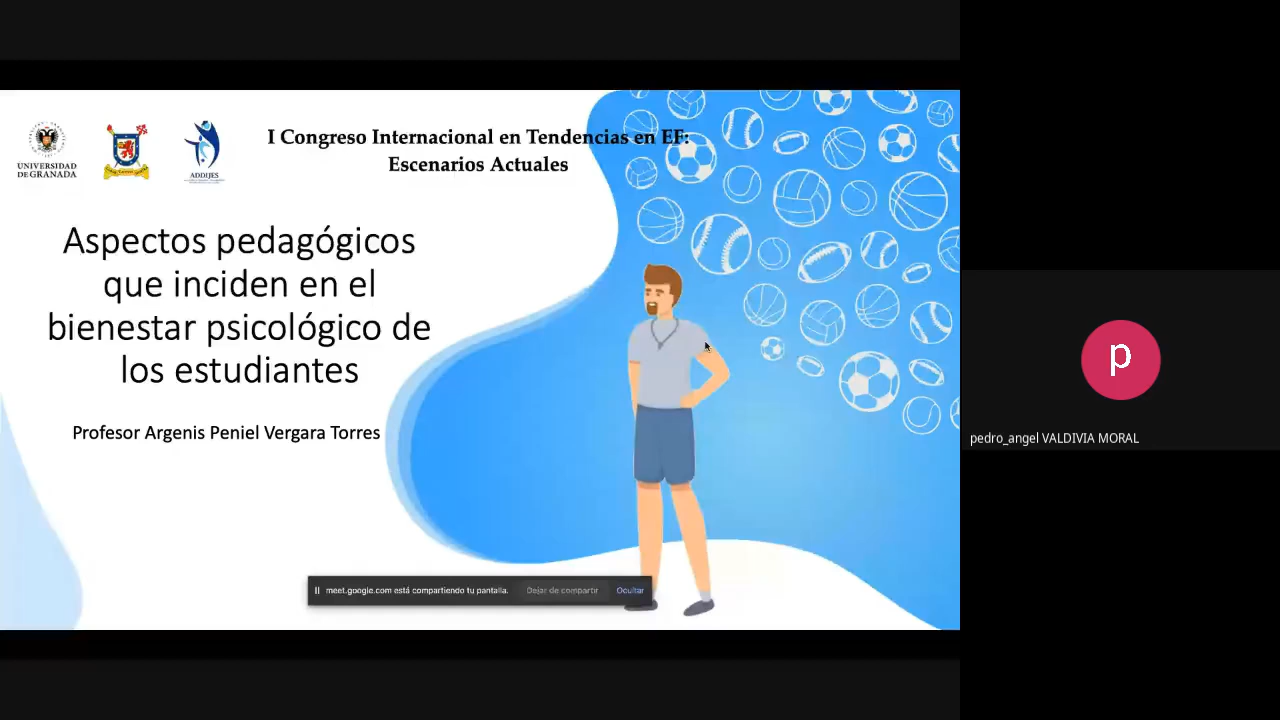 I Congreso Internacional en Tendencias en EF:
Escenarios Actuales
UNIVERSIDAD
DE GRANADA
ADDIJES
Aspectos pedagógicos
que inciden en el
bienestar psicológico de
los estudiantes
Profesor Argenis Peniel Vergara Torres
meet.google.com está compartiendo tu pantalla. Dejar de compartir Ocultar
p
pedro_angel VALDIVIA MORAL